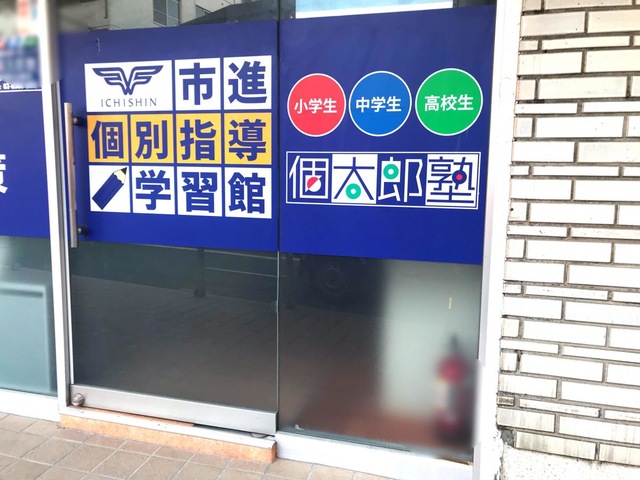 ICHISHIN
市進
個別指導
学習館
小学生 中学生 高校生
個太郎塾
策